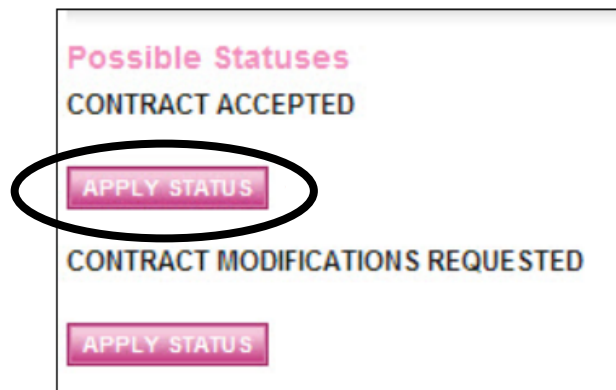 Possible Statuses
CONTRACT ACCEPTED
APPLY STATUS
CONTRACT MODIFICATIONS REQUESTED
APPLY STATUS